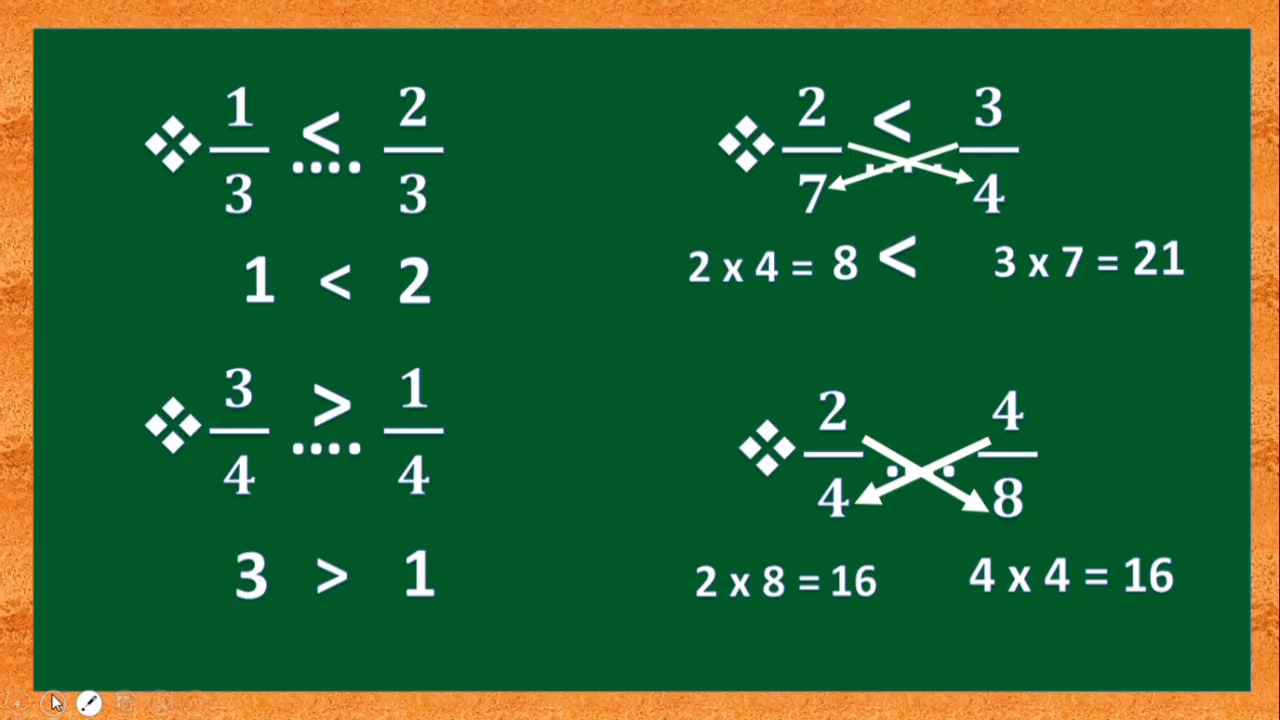 ❖ 1/3 < .... 2/3
1 < 2
❖ 3/4 > .... 1/4
3 > 1
❖ 2/7 < .... 3/4
2 x 4 = 8 < 3 x 7 = 21
❖ 2/4 .... 4/8
2 x 8 = 16 4 x 4 = 16